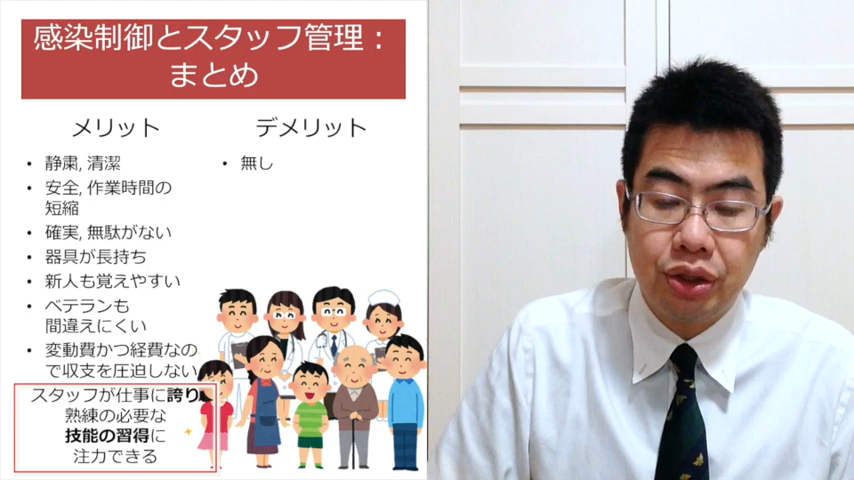 感染制御とスタッフ管理：
まとめ
メリット
• 静粛, 清潔
• 安全, 作業時間の
短縮
• 確実, 無駄がない
• 器具が長持ち
• 新人も覚えやすい
• ベテランも
間違えにくい
• 変動費かつ経費なの
で収支を圧迫しない
スタッフが仕事に誇り
熟練の必要な
技能の習得に
注力できる
デメリット
• 無し